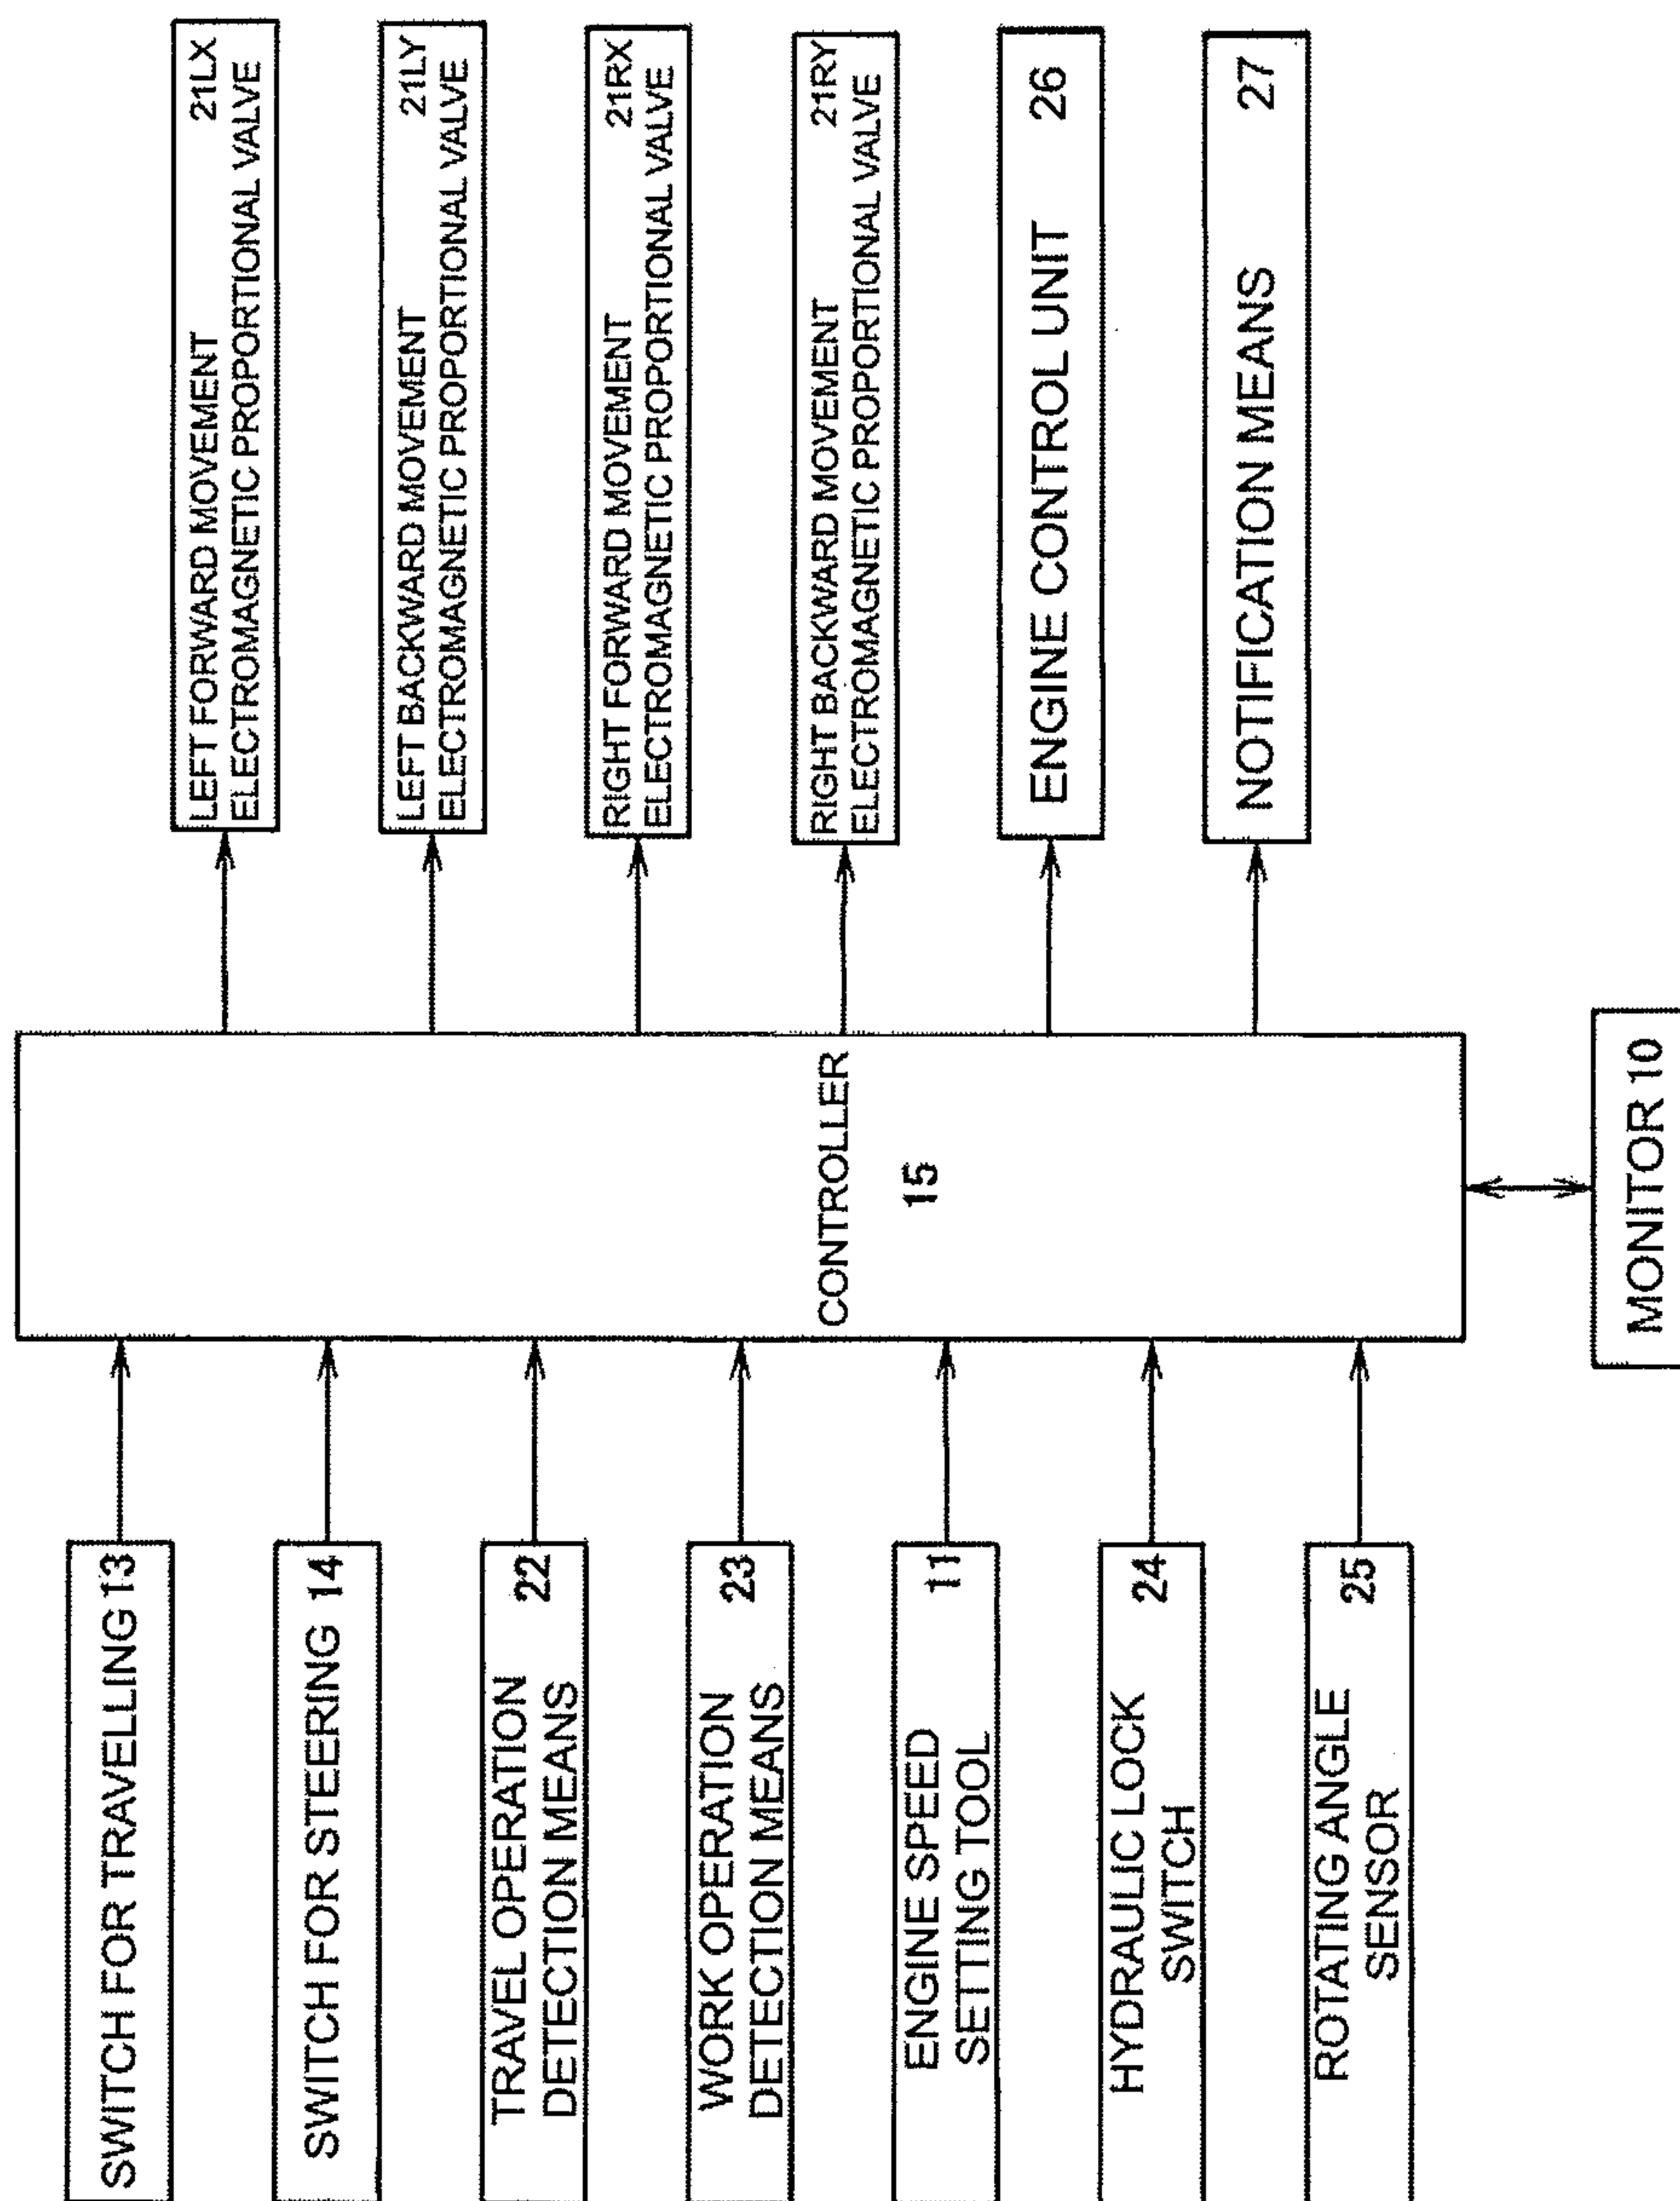 SWITCH FOR TRAVELLING 13
SWITCH FOR STEERING 14
TRAVEL OPERATION
DETECTION MEANS 22
WORK OPERATION
DETECTION MEANS 23
ENGINE SPEED
SETTING TOOL 11
HYDRAULIC LOCK
SWITCH 24
ROTATING ANGLE
SENSOR 25
CONTROLLER
15
MONITOR 10
LEFT FORWARD MOVEMENT 21LX
ELECTROMAGNETIC PROPORTIONAL VALVE
LEFT BACKWARD MOVEMENT 21LY
ELECTROMAGNETIC PROPORTIONAL VALVE
RIGHT FORWARD MOVEMENT 21RX
ELECTROMAGNETIC PROPORTIONAL VALVE
RIGHT BACKWARD MOVEMENT 21RY
ELECTROMAGNETIC PROPORTIONAL VALVE
ENGINE CONTROL UNIT 26
NOTIFICATION MEANS 27